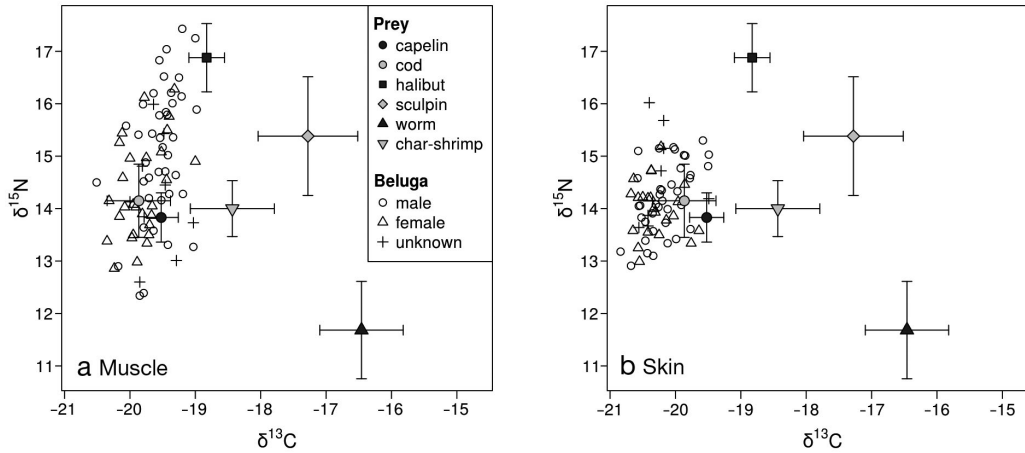 Prey
capelin
cod
halibut
sculpin
worm
char-shrimp
Beluga
male
female
unknown
17
16
15
14
13
12
11
δ15N
a Muscle
-21 -20 -19 -18 -17 -16 -15
δ13C
17
16
15
14
13
12
11
δ15N
b Skin
-21 -20 -19 -18 -17 -16 -15
δ13C